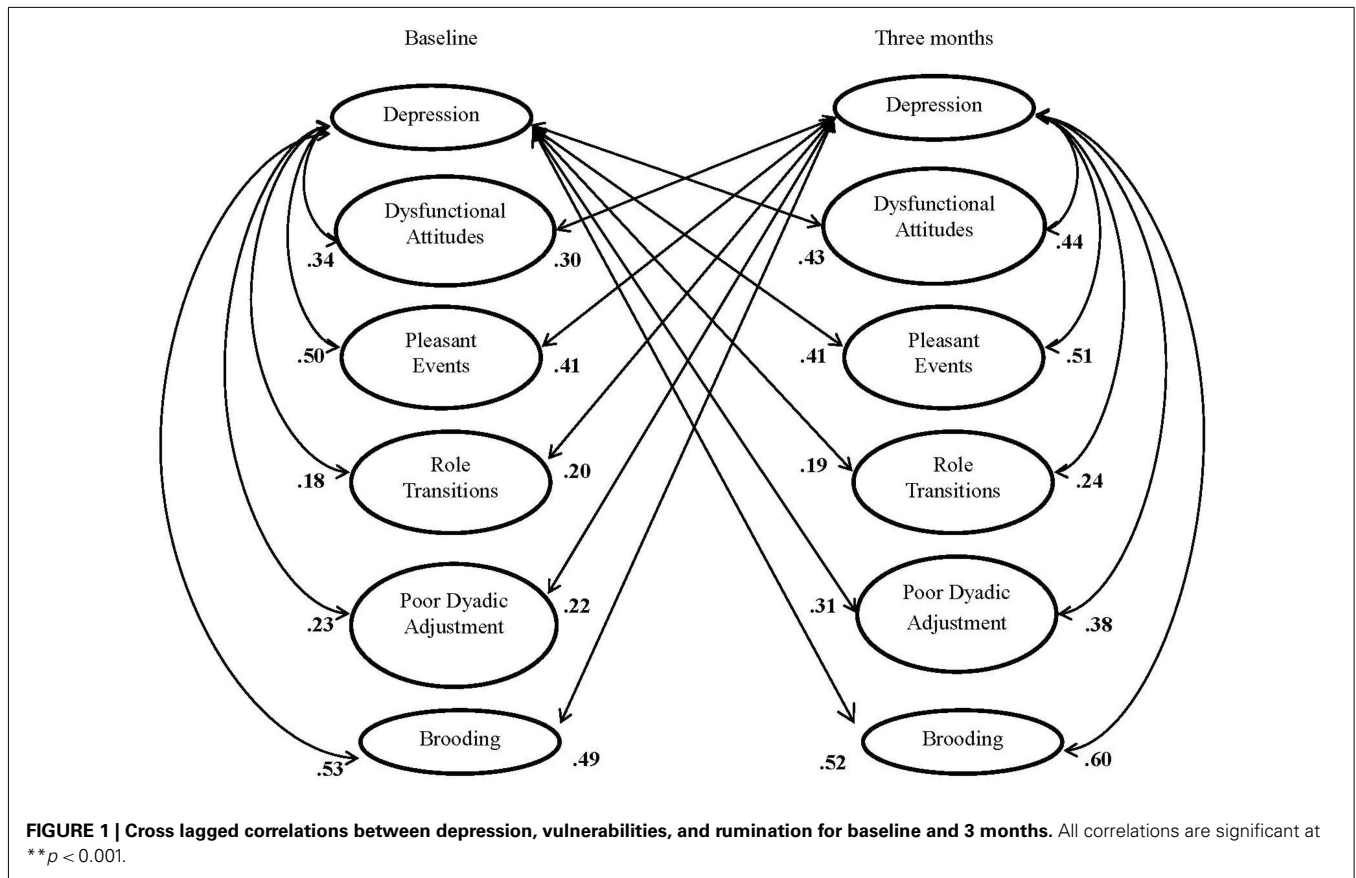 Baseline
Three months
Depression
Depression
Dysfunctional
Attitudes
.34
.30
Dysfunctional
Attitudes
.43
.44
Pleasant
Events
.50
.41
Pleasant
Events
.41
.51
Role
Transitions
.18
.20
Role
Transitions
.19
.24
Poor Dyadic
Adjustment
.23
.22
Poor Dyadic
Adjustment
.31
.38
Brooding
.53
.49
Brooding
.52
.60
FIGURE 1 | Cross lagged correlations between depression, vulnerabilities, and rumination for baseline and 3 months. All correlations are significant at
**p < 0.001.